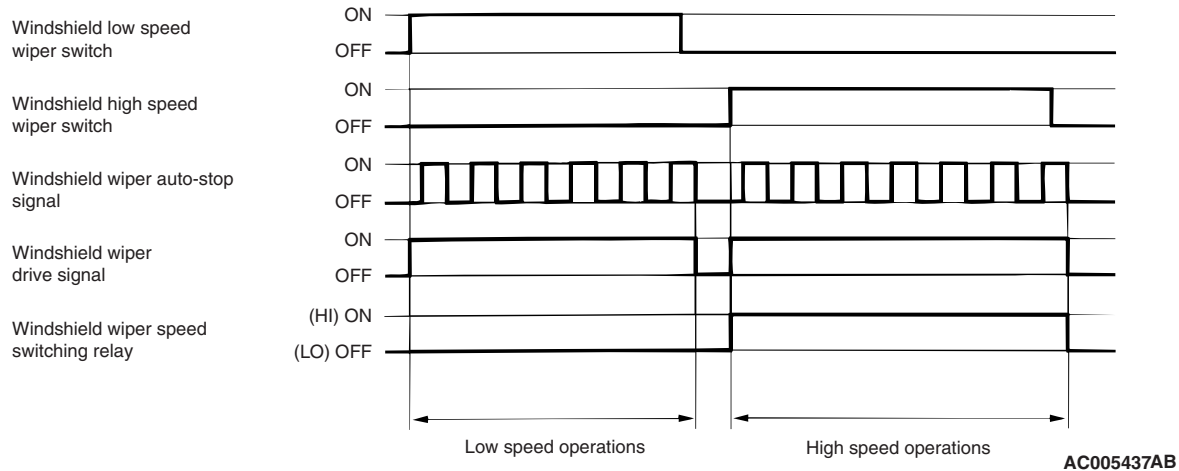 ON
Windshield low speed
wiper switch
OFF
ON
Windshield high speed
wiper switch
OFF
ON
Windshield wiper auto-stop
signal
OFF
ON
Windshield wiper
drive signal
OFF
(HI) ON
Windshield wiper speed
switching relay
(LO) OFF
Low speed operations
High speed operations
AC005437AB